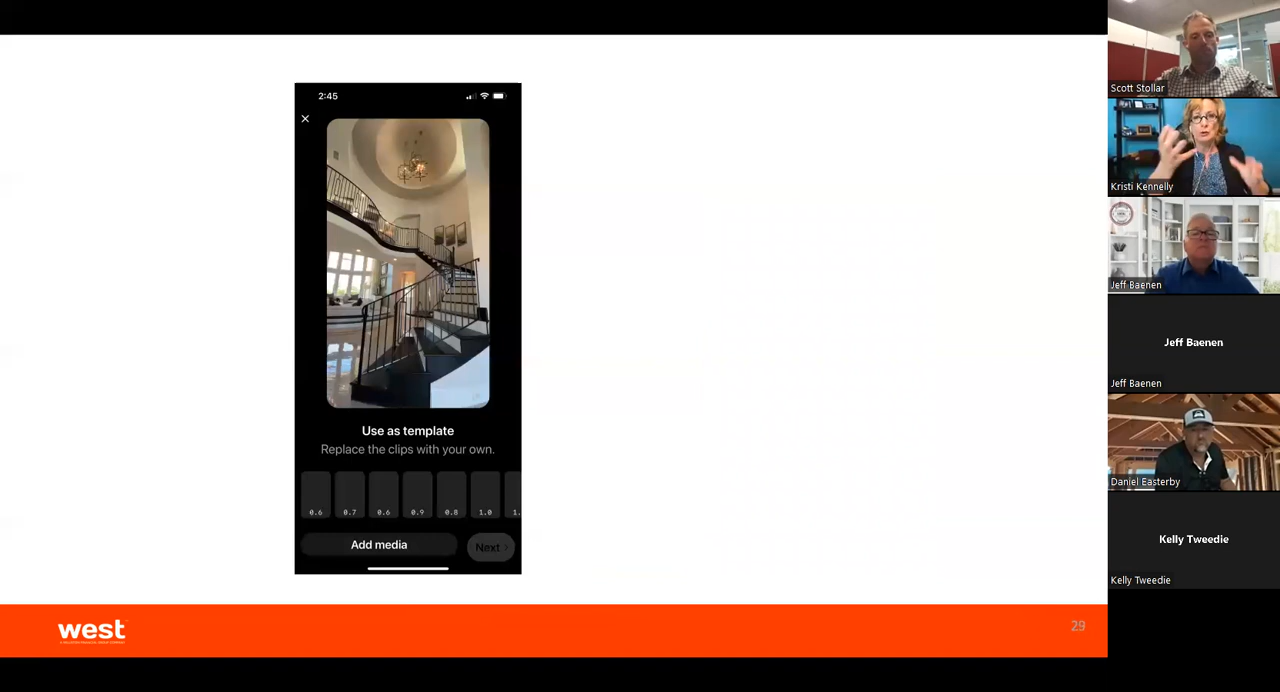 2:45
Use as template
Replace the clips with your own.
0.6 0.7 0.6 0.9 0.8 1.0 1.
Add media
Next
west
29
Scott Stollar
Kristi Kennelly
Jeff Baenen
Jeff Baenen
Jeff Baenen
Daniel Easterby
Kelly Tweedie
Kelly Tweedie